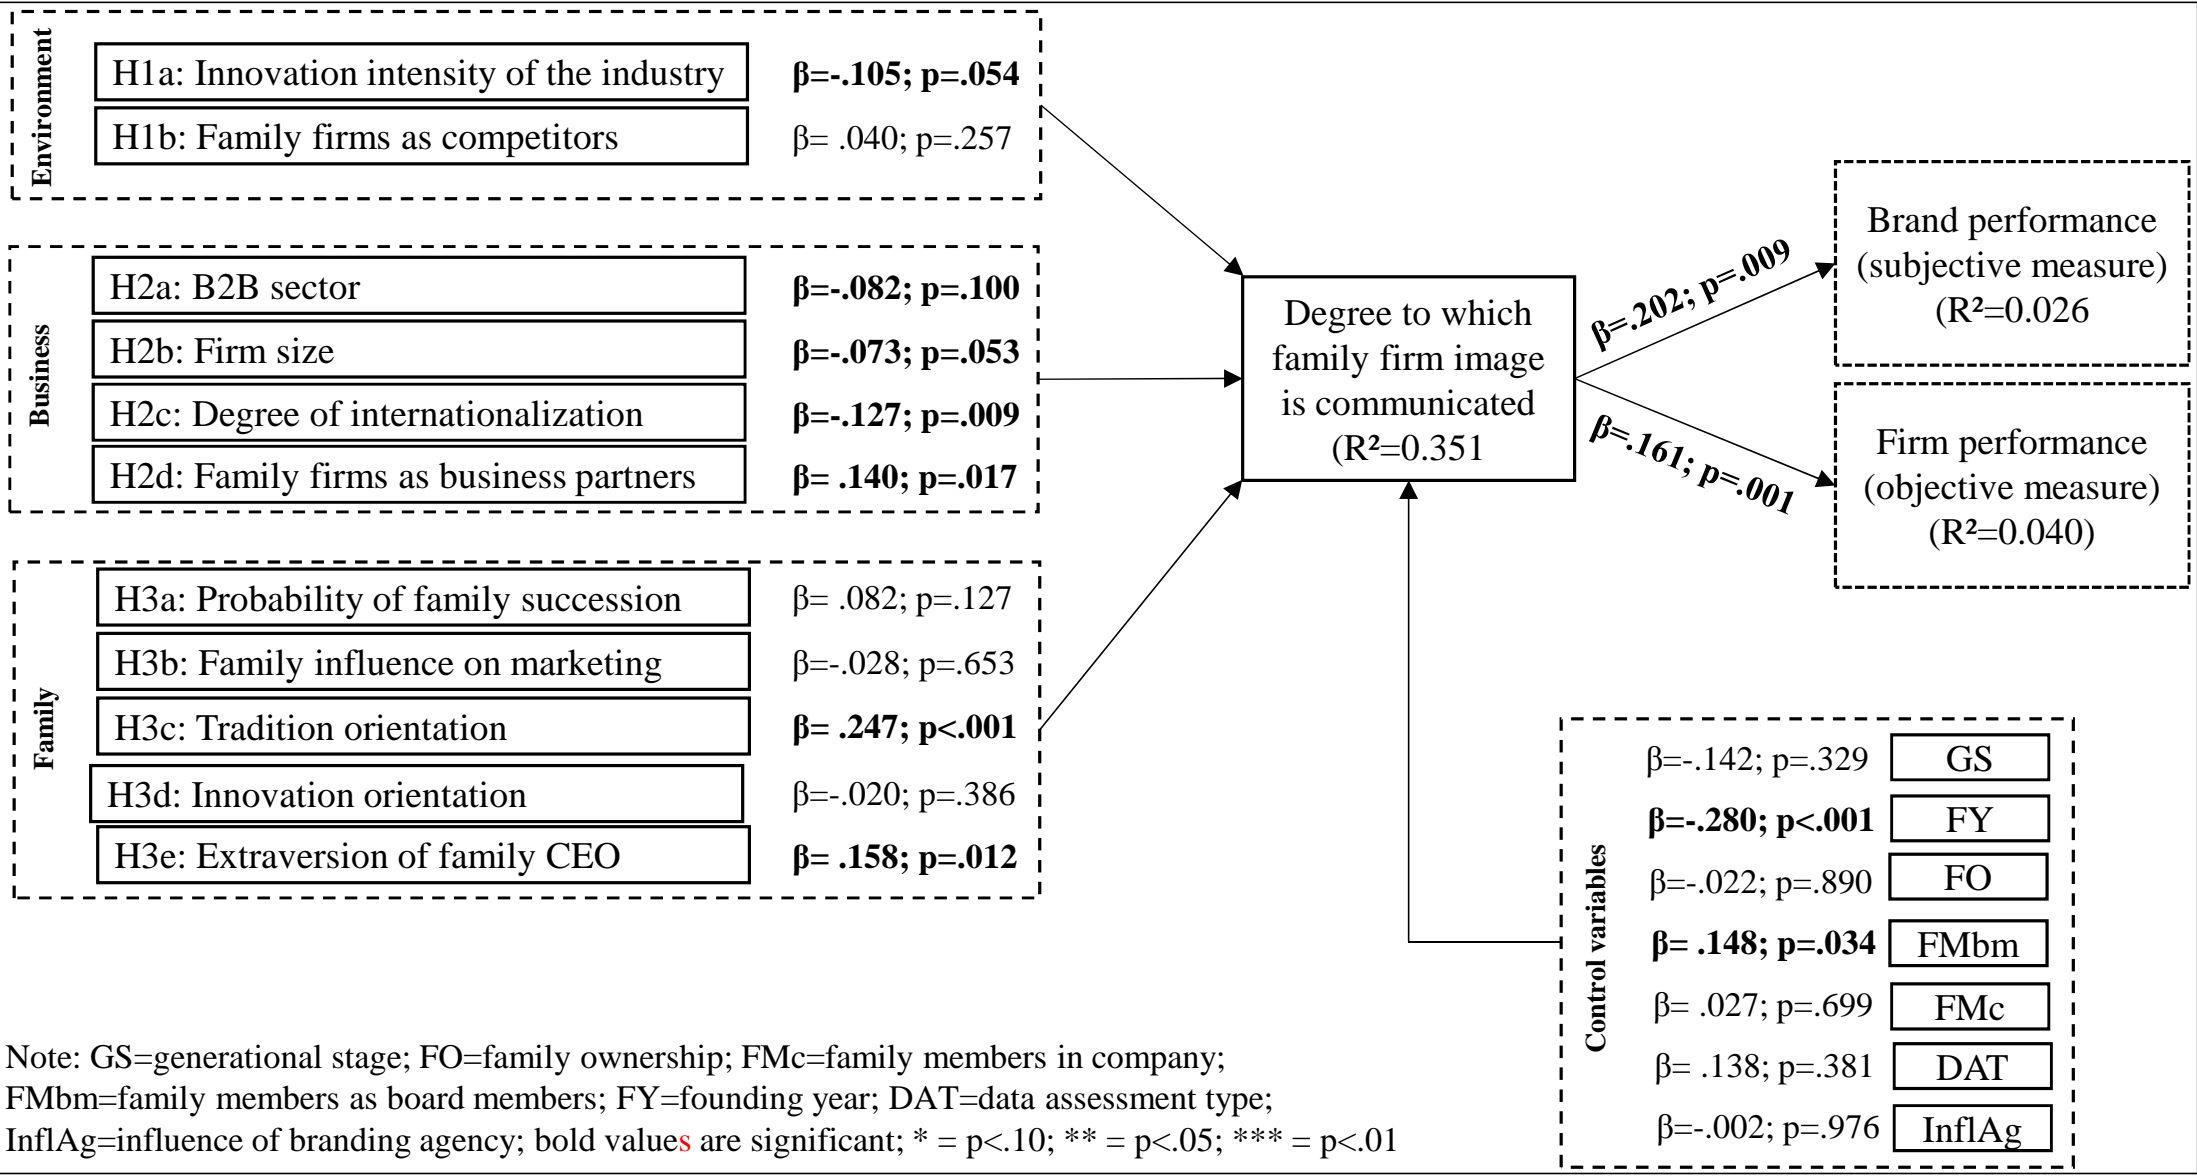 Environment
H1a: Innovation intensity of the industry β=-.105; p=.054
H1b: Family firms as competitors β= .040; p=.257
Business
H2a: B2B sector β=-.082; p=.100
H2b: Firm size β=-.073; p=.053
H2c: Degree of internationalization β=-.127; p=.009
H2d: Family firms as business partners β= .140; p=.017
Family
H3a: Probability of family succession β= .082; p=.127
H3b: Family influence on marketing β=-.028; p=.653
H3c: Tradition orientation β= .247; p<.001
H3d: Innovation orientation β=-.020; p=.386
H3e: Extraversion of family CEO β= .158; p=.012
Degree to which
family firm image
is communicated
(R²=0.351
β=.202; p=.009
β=.161; p=.001
Brand performance
(subjective measure)
(R²=0.026
Firm performance
(objective measure)
(R²=0.040)
Control variables
β=-.142; p=.329 GS
β=-.280; p<.001 FY
β=-.022; p=.890 FO
β= .148; p=.034 FMbm
β= .027; p=.699 FMc
β= .138; p=.381 DAT
β=-.002; p=.976 InflAg
Note: GS=generational stage; FO=family ownership; FMc=family members in company;
FMbm=family members as board members; FY=founding year; DAT=data assessment type;
InflAg=influence of branding agency; bold values are significant; * = p<.10; ** = p<.05; *** = p<.01